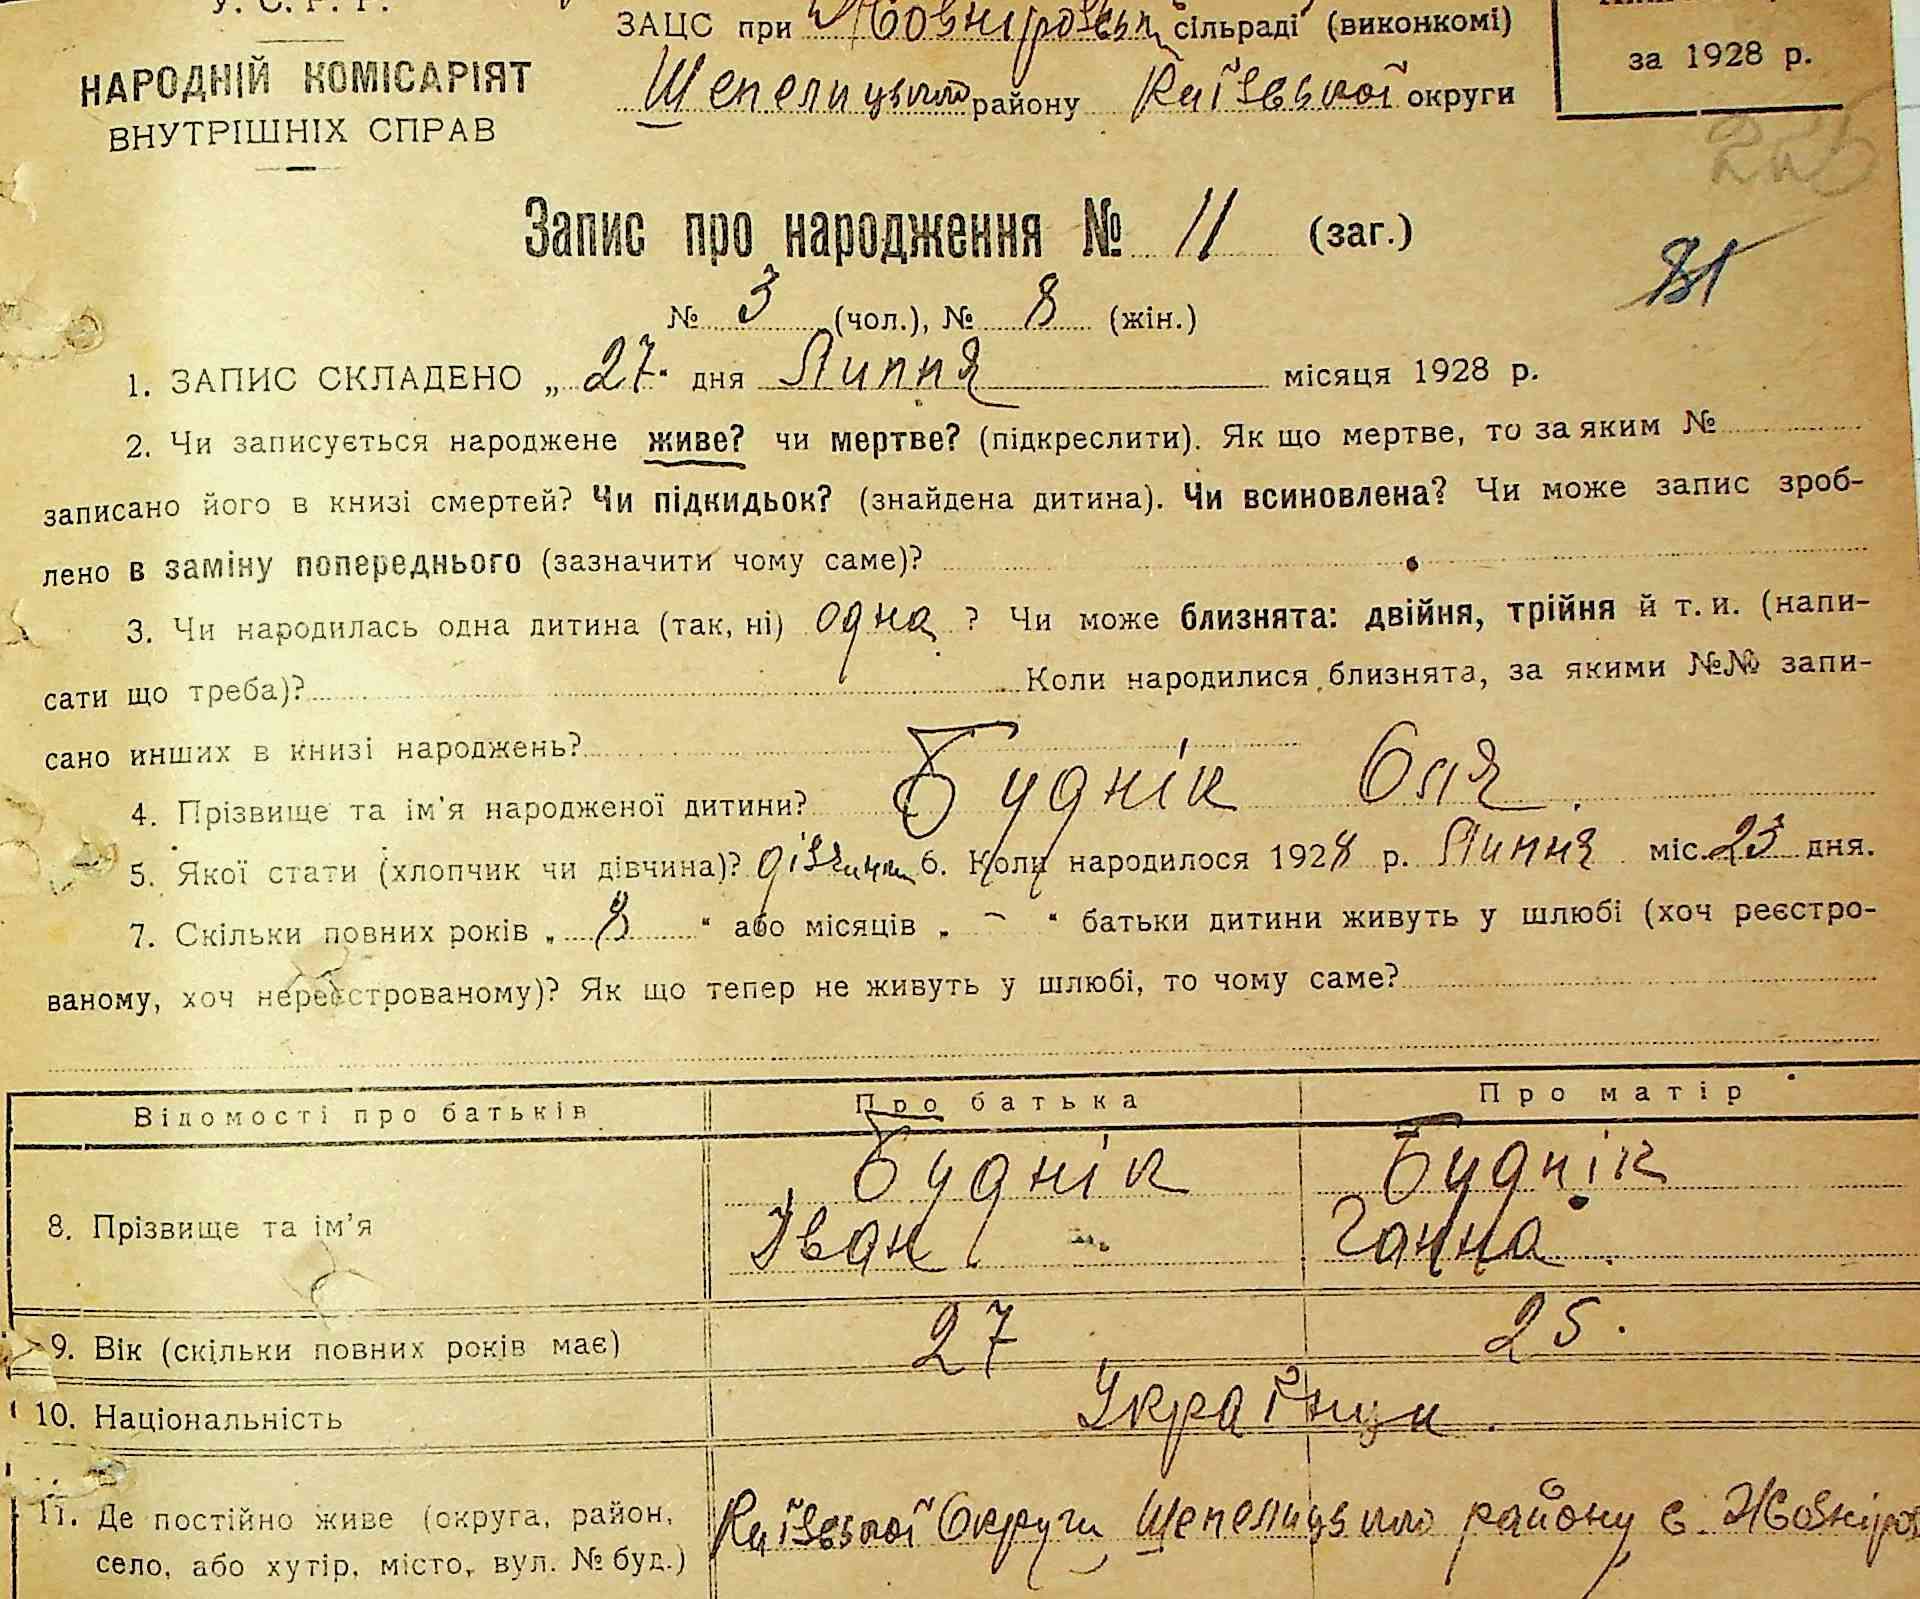 У. С. Р. Р.
ЗАЦС при Жовніровськ сільраді (виконкомі)
за 1928 р.
НАРОДНІЙ КОМІСАРІЯТ
ВНУТРІШНІХ СПРАВ
Шепелицького району Київської округи
Запис про народження № 11 (заг.)
81
№ 3 (чол.), № 8 (жін.)
1. ЗАПИС СКЛАДЕНО „ 27 “ дня Липня місяця 1928 р.
2. Чи записується народжене живе? чи мертве? (підкреслити). Як що мертве, то за яким №
записано його в книзі смертей? Чи підкидьок? (знайдена дитина). Чи всиновлена? Чи може запис зроб-
лено в заміну попереднього (зазначити чому саме)?
3. Чи народилась одна дитина (так, ні) одна ? Чи може близнята: двійня, трійня й т. и. (напи-
сати що треба)? Коли народилися близнята, за якими №№ запи-
сано инших в книзі народжень?
4. Прізвище та ім'я народженої дитини? Буднік Оля.
5. Якої стати (хлопчик чи дівчина)? дівчина 6. Коли народилося 1928 р. Липня міс. 23 дня.
7. Скільки повних років „ 8 “ або місяців „ – “ батьки дитини живуть у шлюбі (хоч реєстро-
ваному, хоч нереєстрованому)? Як що тепер не живуть у шлюбі, то чому саме?
Відомості про батьків Про батька Про матір
8. Прізвище та ім'я Буднік Буднік
Іван Ганна.
9. Вік (скільки повних років має) 27 25.
10. Національність Українци.
11. Де постійно живе (округа, район,
село, або хутір, місто, вул. № буд.)
Київської Округи, Шепелицького району с. Жовніров